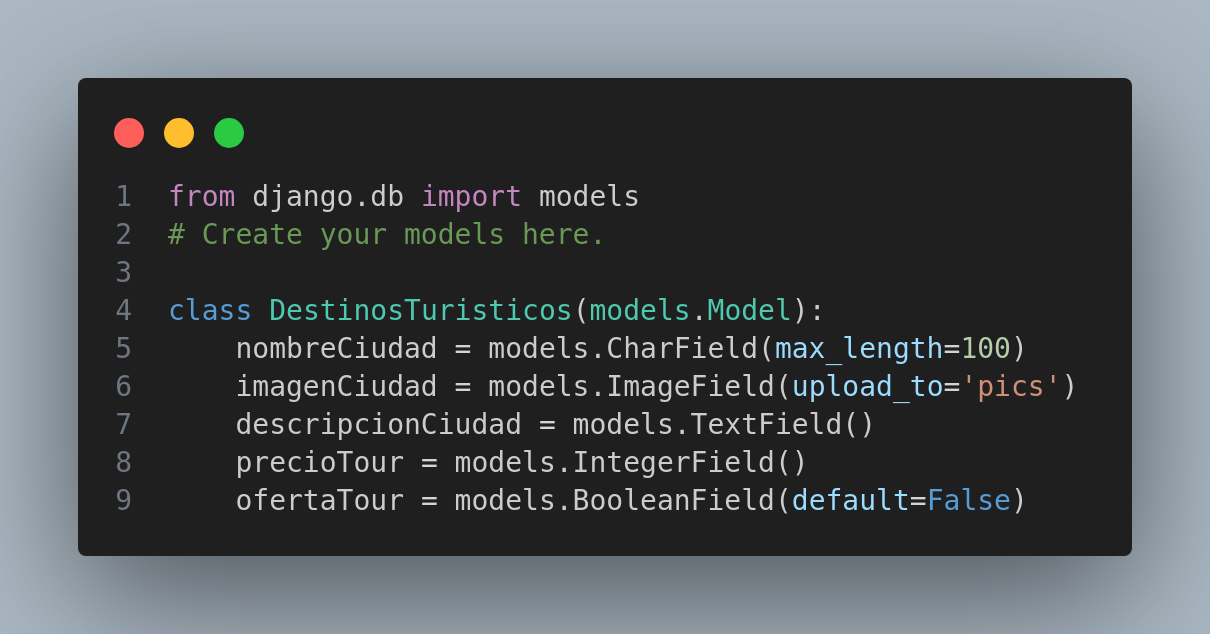 1 from django.db import models
2 # Create your models here.
3
4 class DestinosTuristicos(models.Model):
5     nombreCiudad = models.CharField(max_length=100)
6     imagenCiudad = models.ImageField(upload_to='pics')
7     descripcionCiudad = models.TextField()
8     precioTour = models.IntegerField()
9     ofertaTour = models.BooleanField(default=False)